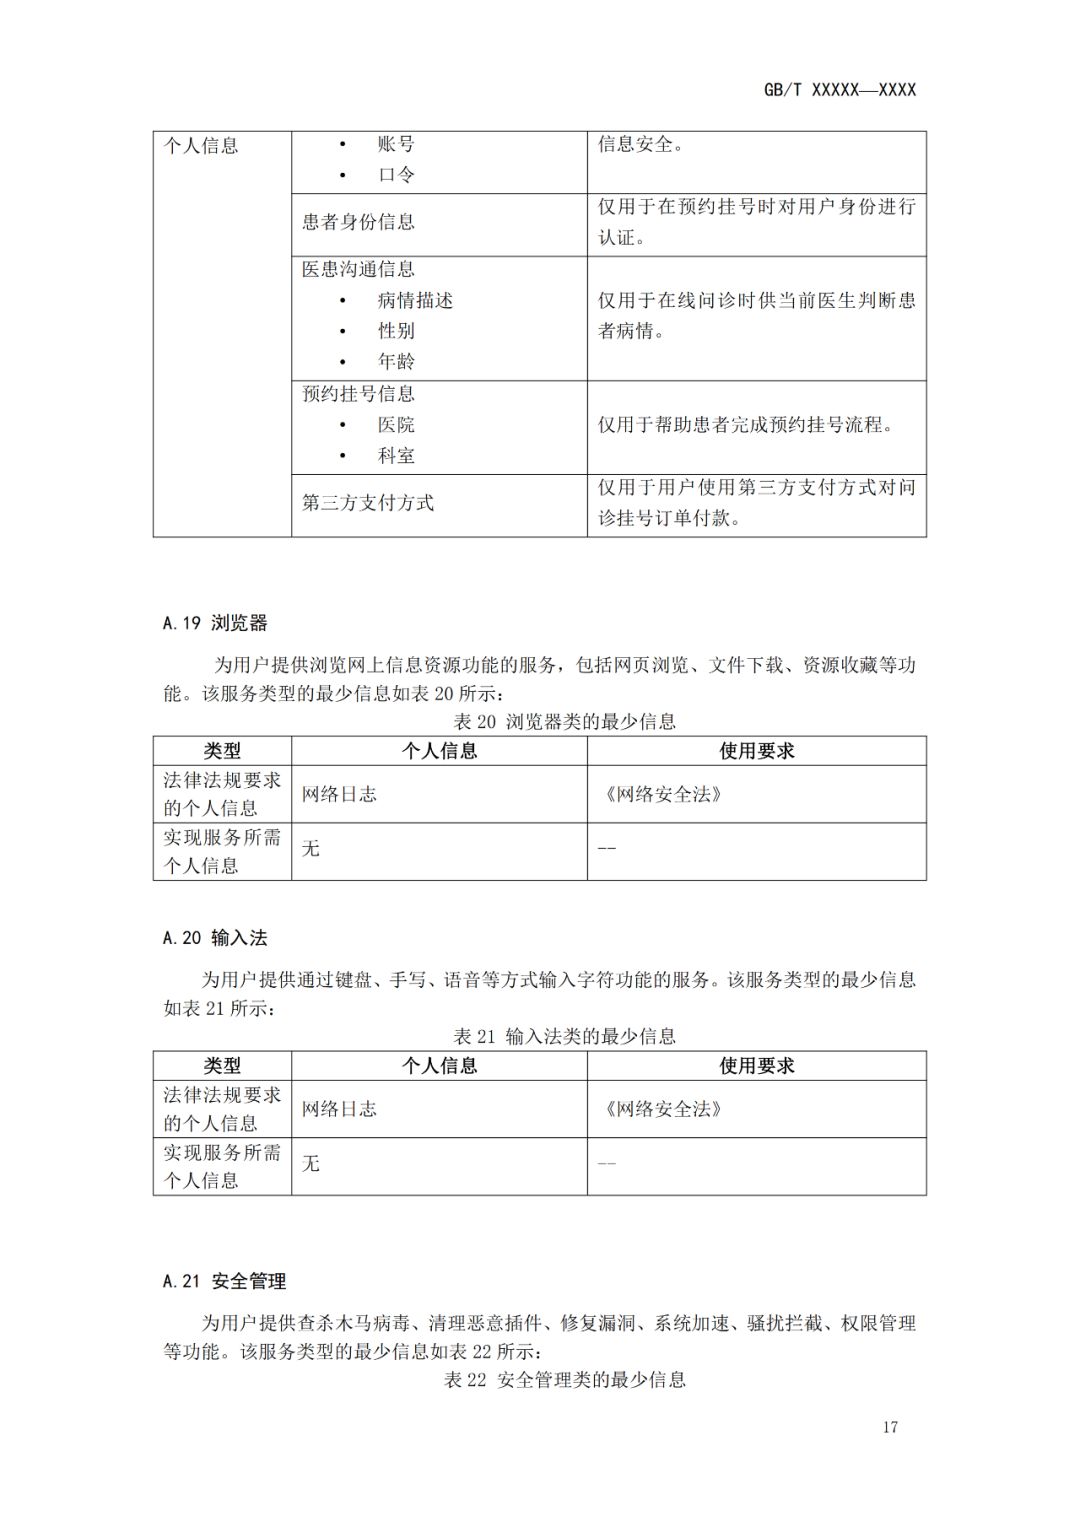 GB/T XXXXX—XXXX
个人信息
• 账号
• 口令
信息安全。
患者身份信息
仅用于在预约挂号时对用户身份进行
认证。
医患沟通信息
• 病情描述
• 性别
• 年龄
仅用于在线问诊时供当前医生判断患
者病情。
预约挂号信息
• 医院
• 科室
仅用于帮助患者完成预约挂号流程。
第三方支付方式
仅用于用户使用第三方支付方式对问
诊挂号订单付款。
A.19 浏览器
为用户提供浏览网上信息资源功能的服务，包括网页浏览、文件下载、资源收藏等功
能。该服务类型的最少信息如表 20 所示：
表 20 浏览器类的最少信息
类型 个人信息 使用要求
法律法规要求
的个人信息
网络日志
《网络安全法》
实现服务所需
个人信息
无
--
A.20 输入法
为用户提供通过键盘、手写、语音等方式输入字符功能的服务。该服务类型的最少信息
如表 21 所示：
表 21 输入法类的最少信息
类型 个人信息 使用要求
法律法规要求
的个人信息
网络日志
《网络安全法》
实现服务所需
个人信息
无
--
A.21 安全管理
为用户提供查杀木马病毒、清理恶意插件、修复漏洞、系统加速、骚扰拦截、权限管理
等功能。该服务类型的最少信息如表 22 所示：
表 22 安全管理类的最少信息
17